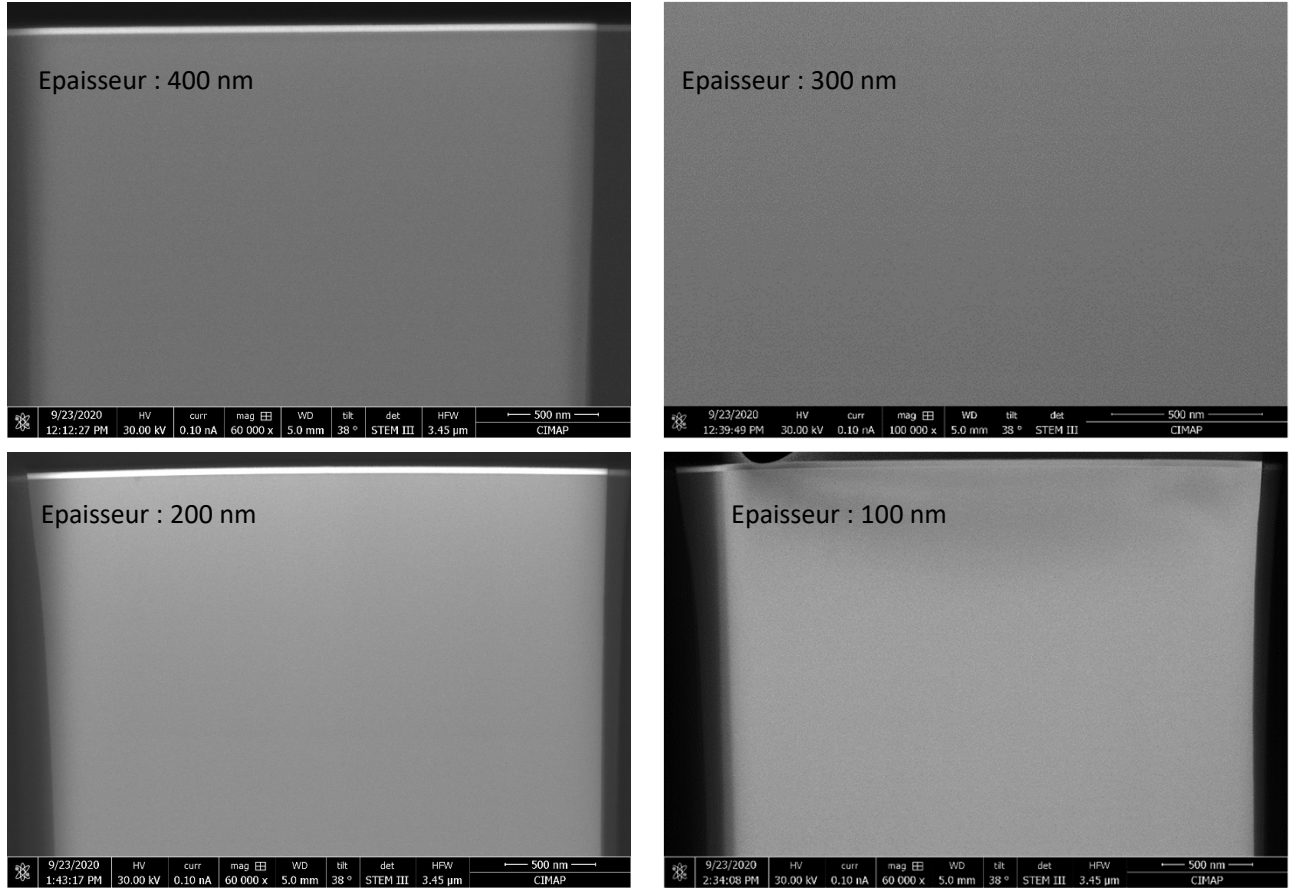 Epaisseur : 400 nm
9/23/2020 HV curr mag WD tilt det HFW 500 nm
12:12:27 PM 30.00 kV 0.10 nA 60 000 x 5.0 mm 38 ° STEM III 3.45 µm CIMAP
Epaisseur : 300 nm
9/23/2020 HV curr mag WD tilt det 500 nm
12:39:49 PM 30.00 kV 0.10 nA 100 000 x 5.0 mm 38 ° STEM III CIMAP
Epaisseur : 200 nm
9/23/2020 HV curr mag WD tilt det HFW 500 nm
1:43:17 PM 30.00 kV 0.10 nA 60 000 x 5.0 mm 38 ° STEM III 3.45 µm CIMAP
Epaisseur : 100 nm
9/23/2020 HV curr mag WD tilt det HFW 500 nm
2:34:08 PM 30.00 kV 0.10 nA 60 000 x 5.0 mm 38 ° STEM III 3.45 µm CIMAP